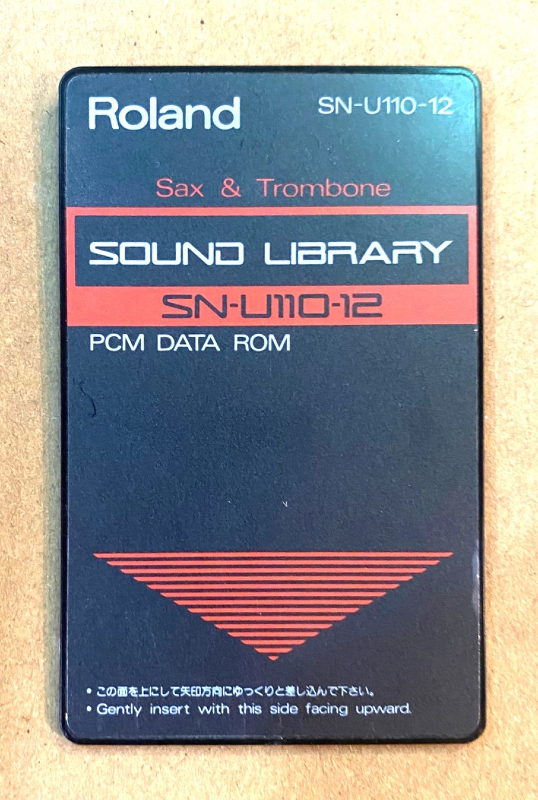 Roland SN-U110-12
Sax & Trombone
SOUND LIBRARY
SN-U110-12
PCM DATA ROM
• この面を上にして矢印方向にゆっくりと差し込んで下さい。
• Gently insert with this side facing upward.